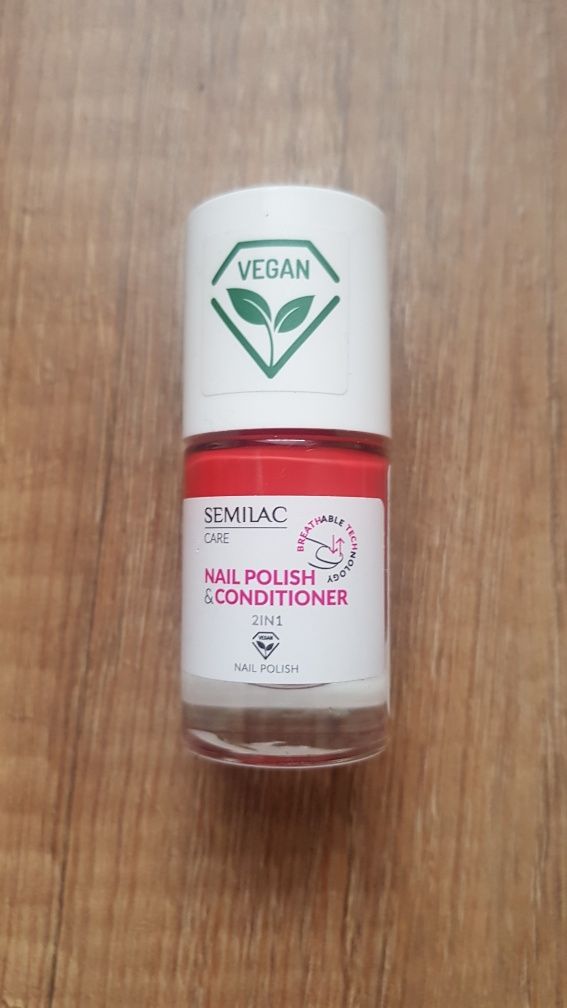 VEGAN
SEMILAC
CARE
BREATHABLE TECHNOLOGY
NAIL POLISH
&CONDITIONER
2IN1
VEGAN
NAIL POLISH